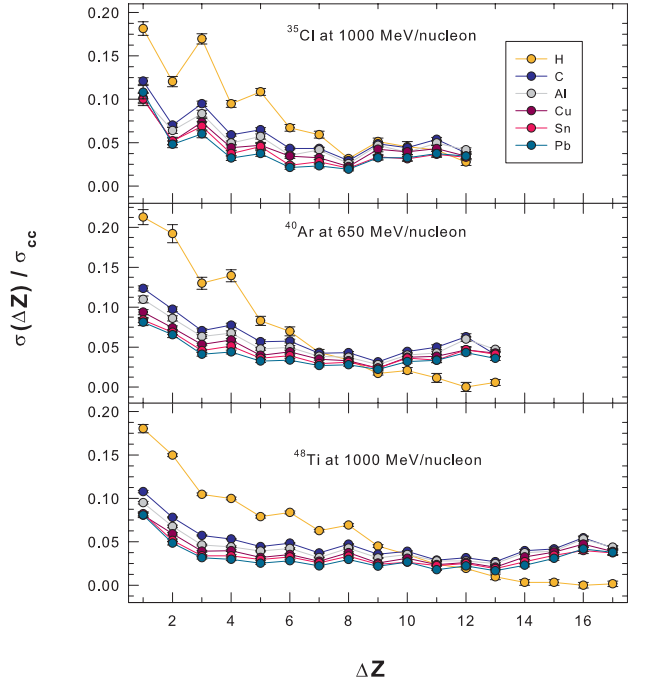 0.20
0.15
0.10
0.05
0.00
³⁵Cl at 1000 MeV/nucleon
H
C
Al
Cu
Sn
Pb
σ(ΔZ) / σcc
0.20
0.15
0.10
0.05
0.00
⁴⁰Ar at 650 MeV/nucleon
0.20
0.15
0.10
0.05
0.00
⁴⁸Ti at 1000 MeV/nucleon
2 4 6 8 10 12 14 16
ΔZ